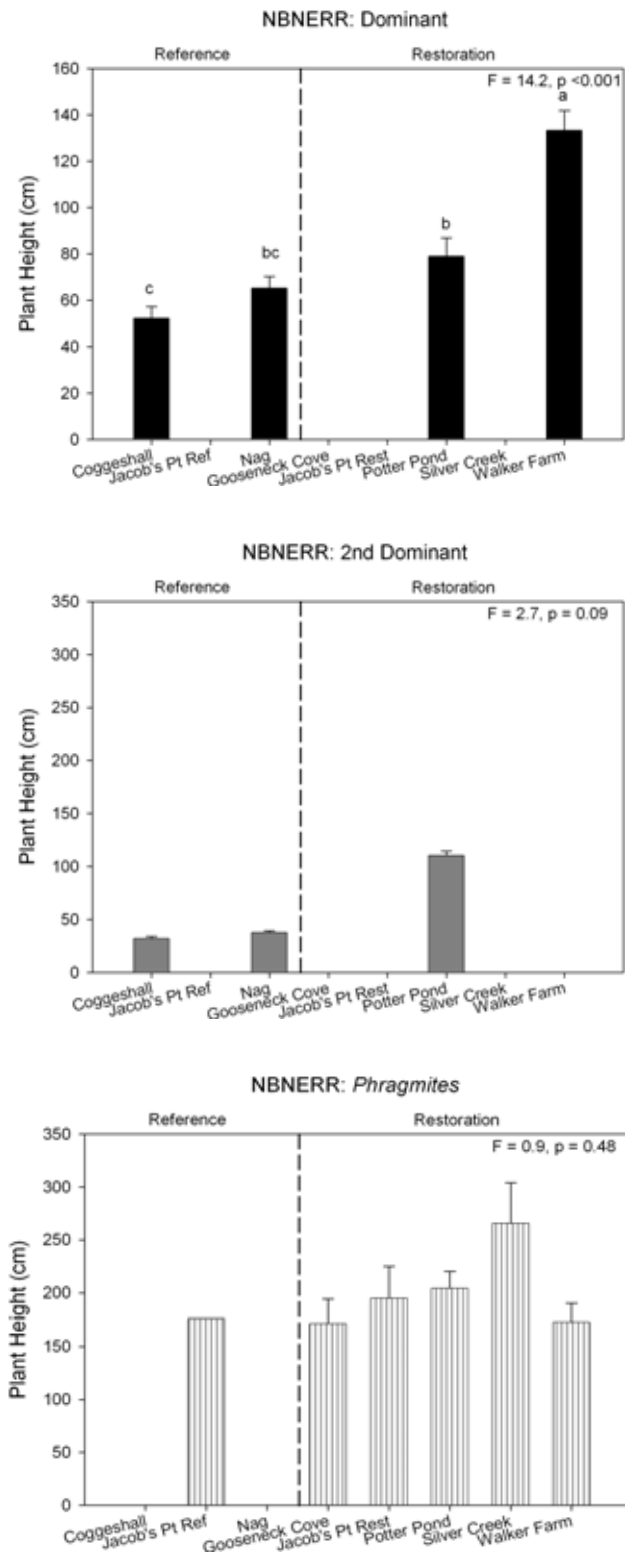 NBNERR: Dominant
Reference Restoration
F = 14.2, p <0.001
160
140
120
100
80
60
40
20
0
Plant Height (cm)
c
bc
b
a
Coggeshall
Jacob's Pt Ref
Nag
Gooseneck Cove
Jacob's Pt Rest
Potter Pond
Silver Creek
Walker Farm
NBNERR: 2nd Dominant
Reference Restoration
F = 2.7, p = 0.09
350
300
250
200
150
100
50
0
Plant Height (cm)
Coggeshall
Jacob's Pt Ref
Nag
Gooseneck Cove
Jacob's Pt Rest
Potter Pond
Silver Creek
Walker Farm
NBNERR: Phragmites
Reference Restoration
F = 0.9, p = 0.48
350
300
250
200
150
100
50
0
Plant Height (cm)
Coggeshall
Jacob's Pt Ref
Nag
Gooseneck Cove
Jacob's Pt Rest
Potter Pond
Silver Creek
Walker Farm